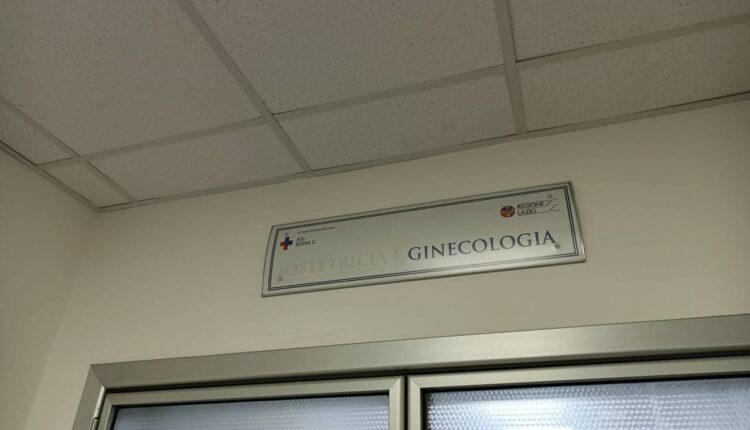 ASL
ROMA G
REGIONE
LAZIO
OSTETRICIA E GINECOLOGIA